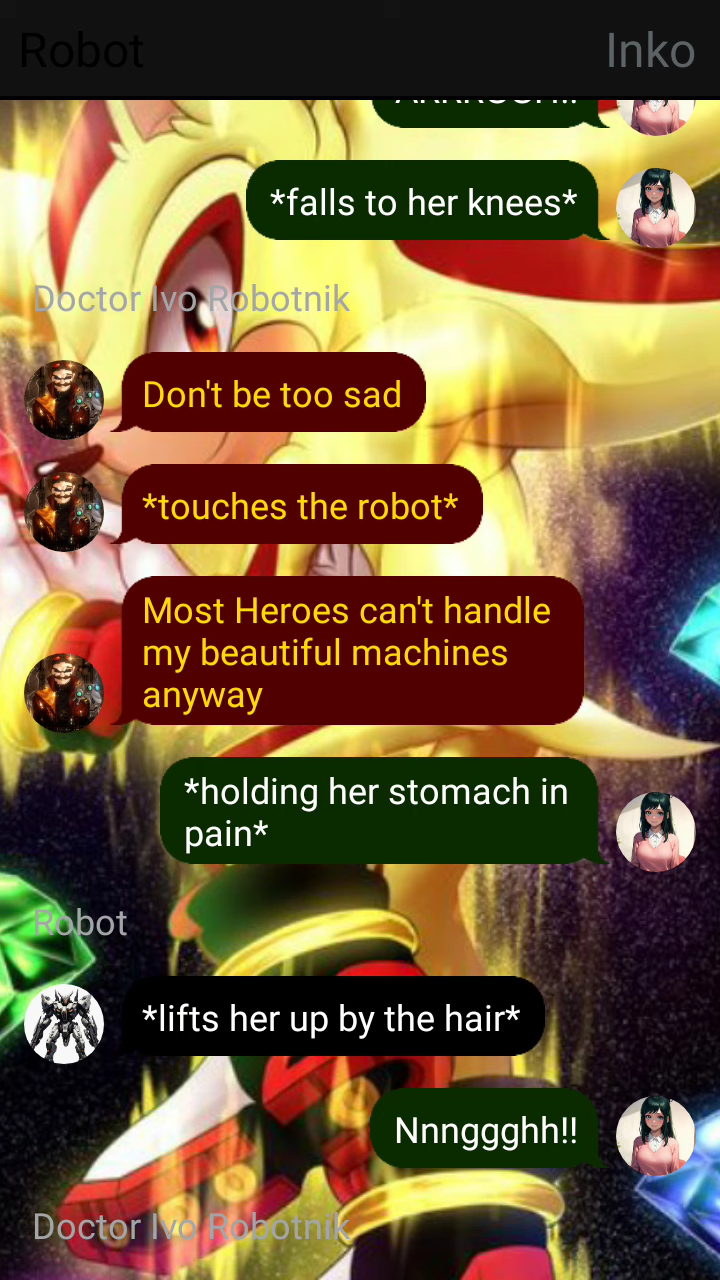 Robot
Inko
*falls to her knees*
Doctor Ivo Robotnik
Don't be too sad
*touches the robot*
Most Heroes can't handle
my beautiful machines
anyway
*holding her stomach in
pain*
Robot
*lifts her up by the hair*
Nnnggghh!!
Doctor Ivo Robotnik